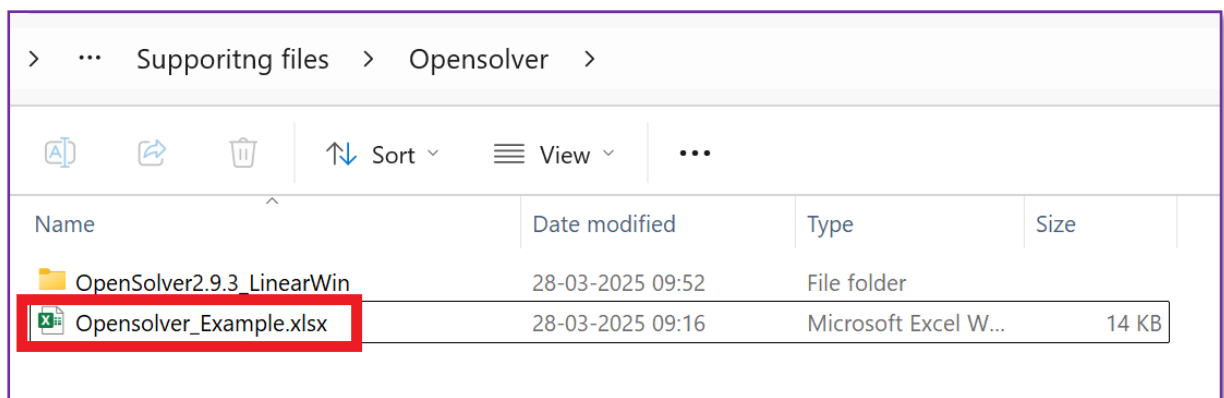 > ... Supporitng files > Opensolver >
Sort View ...
Name Date modified Type Size
OpenSolver2.9.3_LinearWin 28-03-2025 09:52 File folder
Opensolver_Example.xlsx 28-03-2025 09:16 Microsoft Excel W... 14 KB